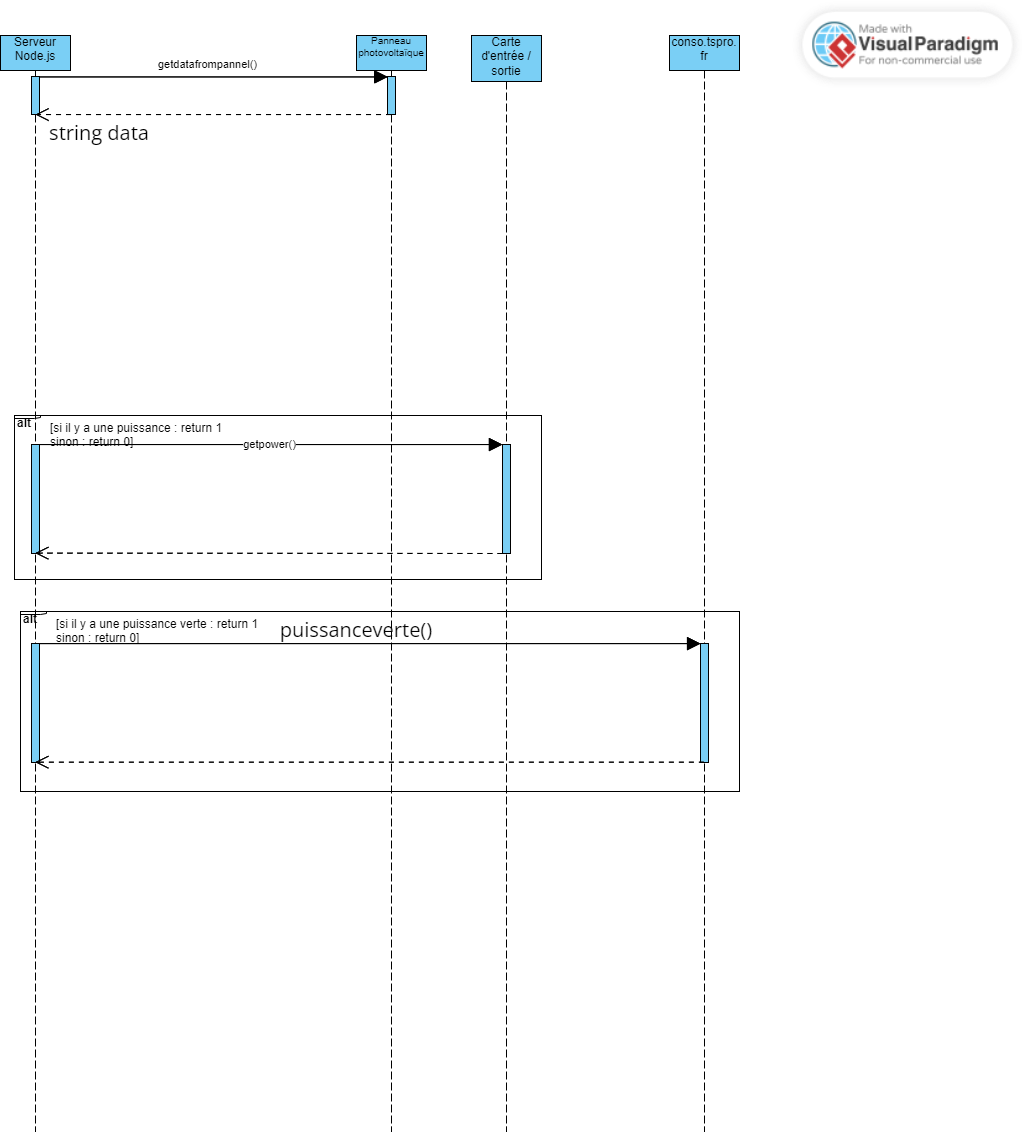 Made with
Visual Paradigm
For non-commercial use
Serveur
Node.js
Panneau
photovoltaïque
Carte
d'entrée /
sortie
conso.tspro.
fr
getdatafrompannel()
string data
alt
[si il y a une puissance : return 1
sinon : return 0]
getpower()
alt
[si il y a une puissance verte : return 1
sinon : return 0]
puissanceverte()